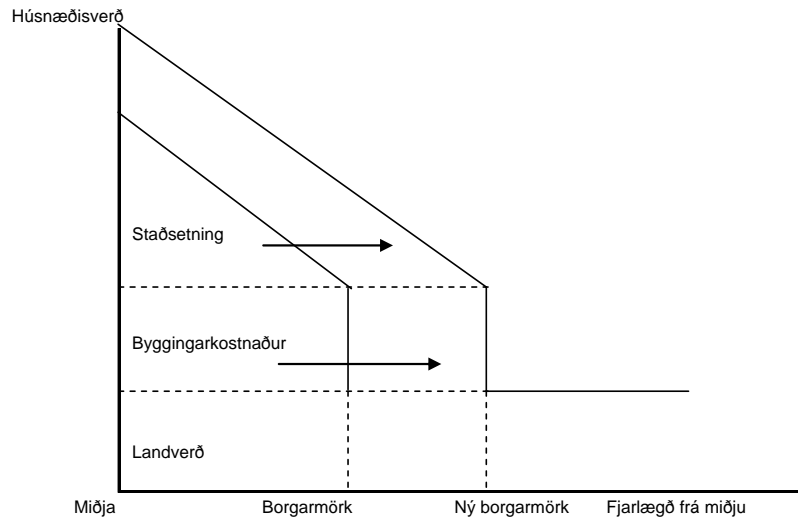 Húsnæðisverð
Staðsetning
Byggingarkostnaður
Landverð
Miðja
Borgarmörk
Ný borgarmörk
Fjarlægð frá miðju